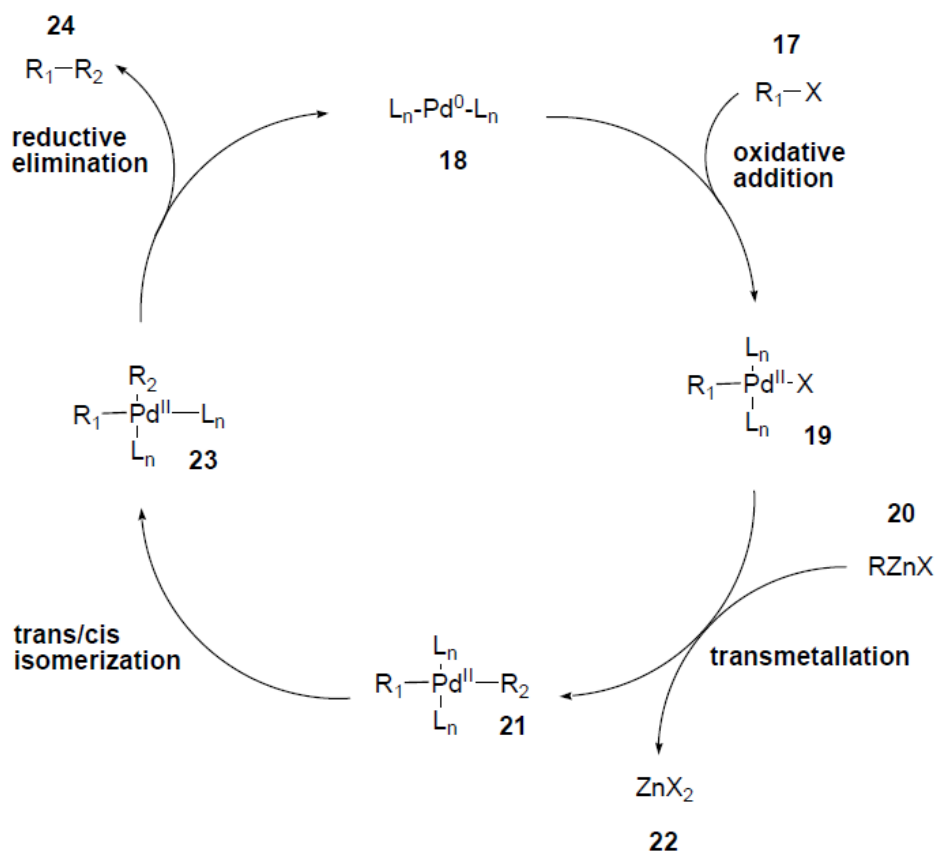 24
R₁–R₂
reductive
elimination
Lₙ-Pd⁰-Lₙ
18
17
R₁–X
oxidative
addition
Lₙ
R₁–Pdᴵᴵ-X
Lₙ
19
20
RZnX
transmetallation
ZnX₂
22
Lₙ
R₁–Pdᴵᴵ–R₂
Lₙ
21
trans/cis
isomerization
R₂
R₁–Pdᴵᴵ–Lₙ
Lₙ
23